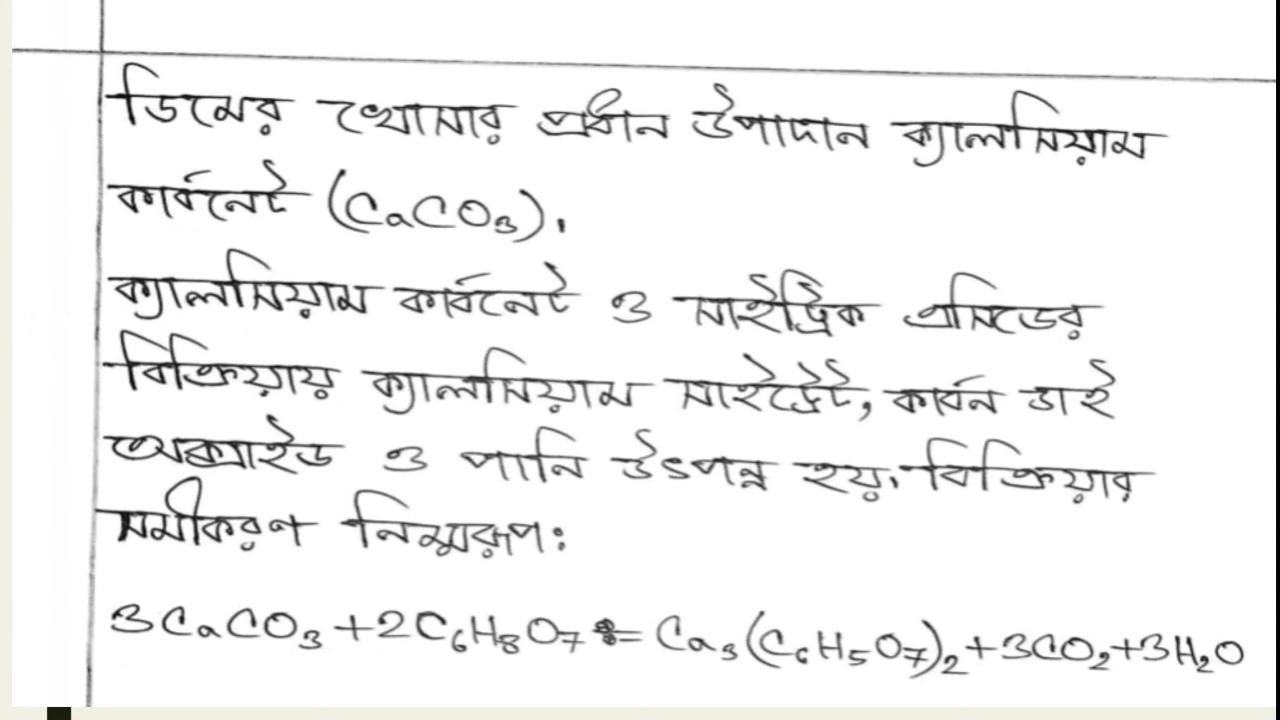 ডিমের খোসার প্রধান উপাদান ক্যালসিয়াম
কার্বনেট (CaCO₃).
ক্যালসিয়াম কার্বনেট ও সাইট্রিক এসিডের
বিক্রিয়ায় ক্যালসিয়াম সাইট্রেট, কার্বন ডাই
অক্সাইড ও পানি উৎপন্ন হয়. বিক্রিয়ার
সমীকরণ নিম্মরূপ:
3CaCO₃ + 2C₆H₈O₇ = Ca₃(C₆H₅O₇)₂ + 3CO₂ + 3H₂O